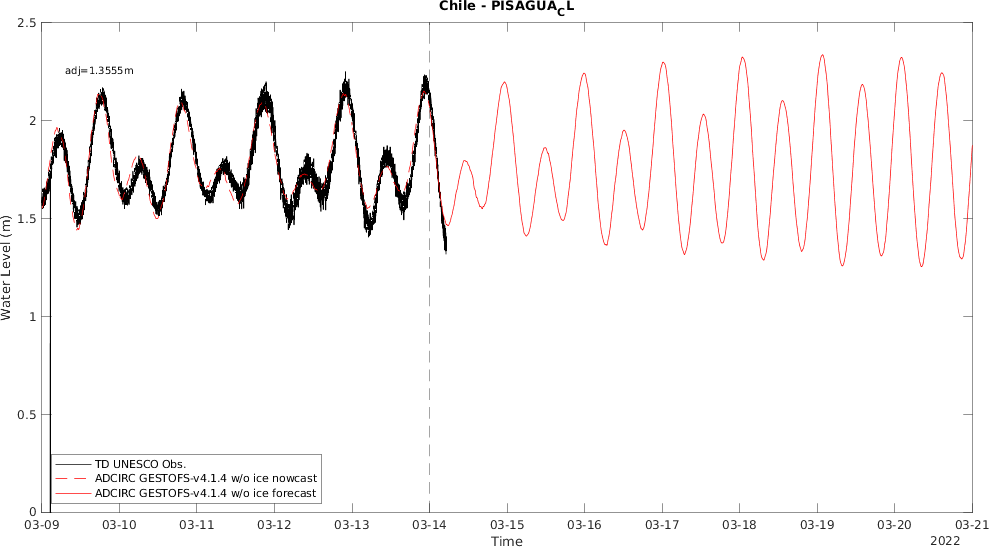 Chile - PISAGUA_CL
2.5
adj=1.3555m
2
1.5
Water Level (m)
1
0.5
TD UNESCO Obs.
ADCIRC GESTOFS-v4.1.4 w/o ice nowcast
ADCIRC GESTOFS-v4.1.4 w/o ice forecast
0
03-09 03-10 03-11 03-12 03-13 03-14 03-15 03-16 03-17 03-18 03-19 03-20 03-21
Time
2022